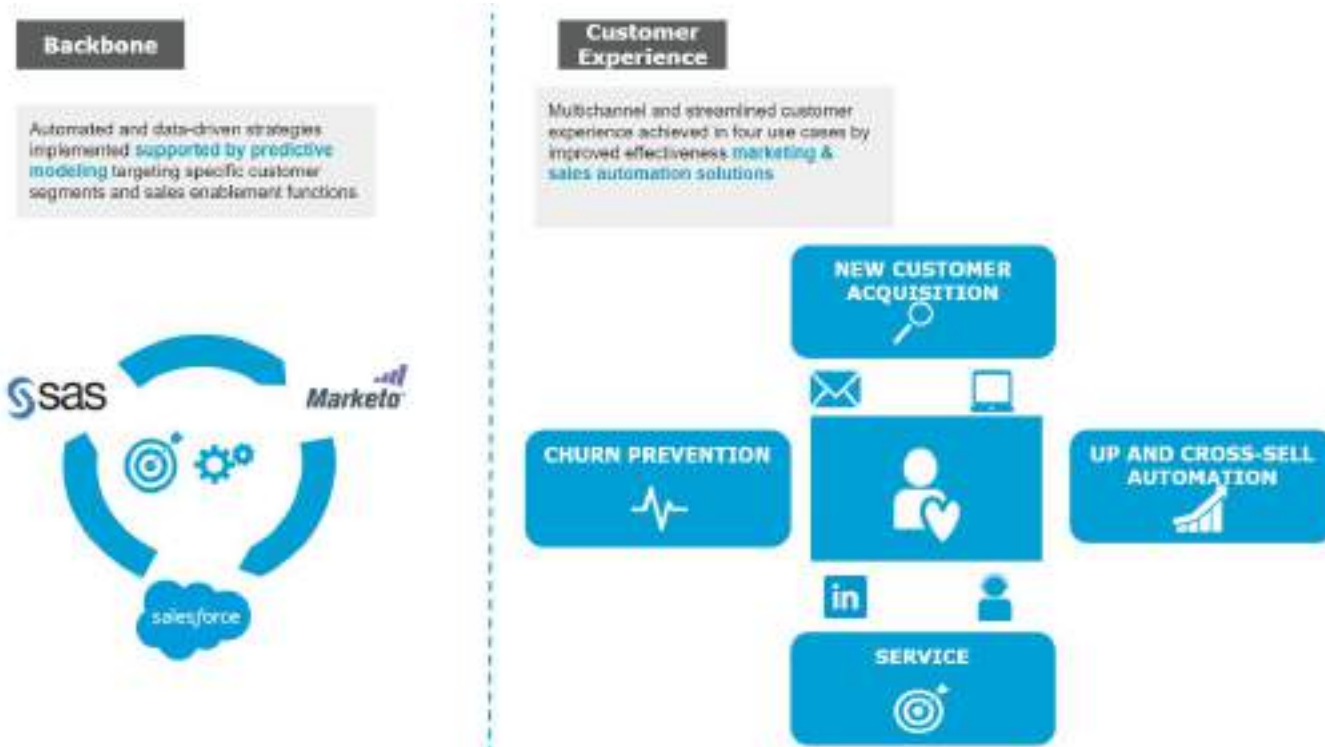 Backbone
Automated and data-driven strategies
implemented supported by predictive
modeling targeting specific customer
segments and sales enablement functions
sas
Marketo
salesforce
Customer
Experience
Multichannel and streamlined customer
experience achieved in four use cases by
improved effectiveness marketing &
sales automation solutions
NEW CUSTOMER
ACQUISITION
CHURN PREVENTION
UP AND CROSS-SELL
AUTOMATION
in
SERVICE